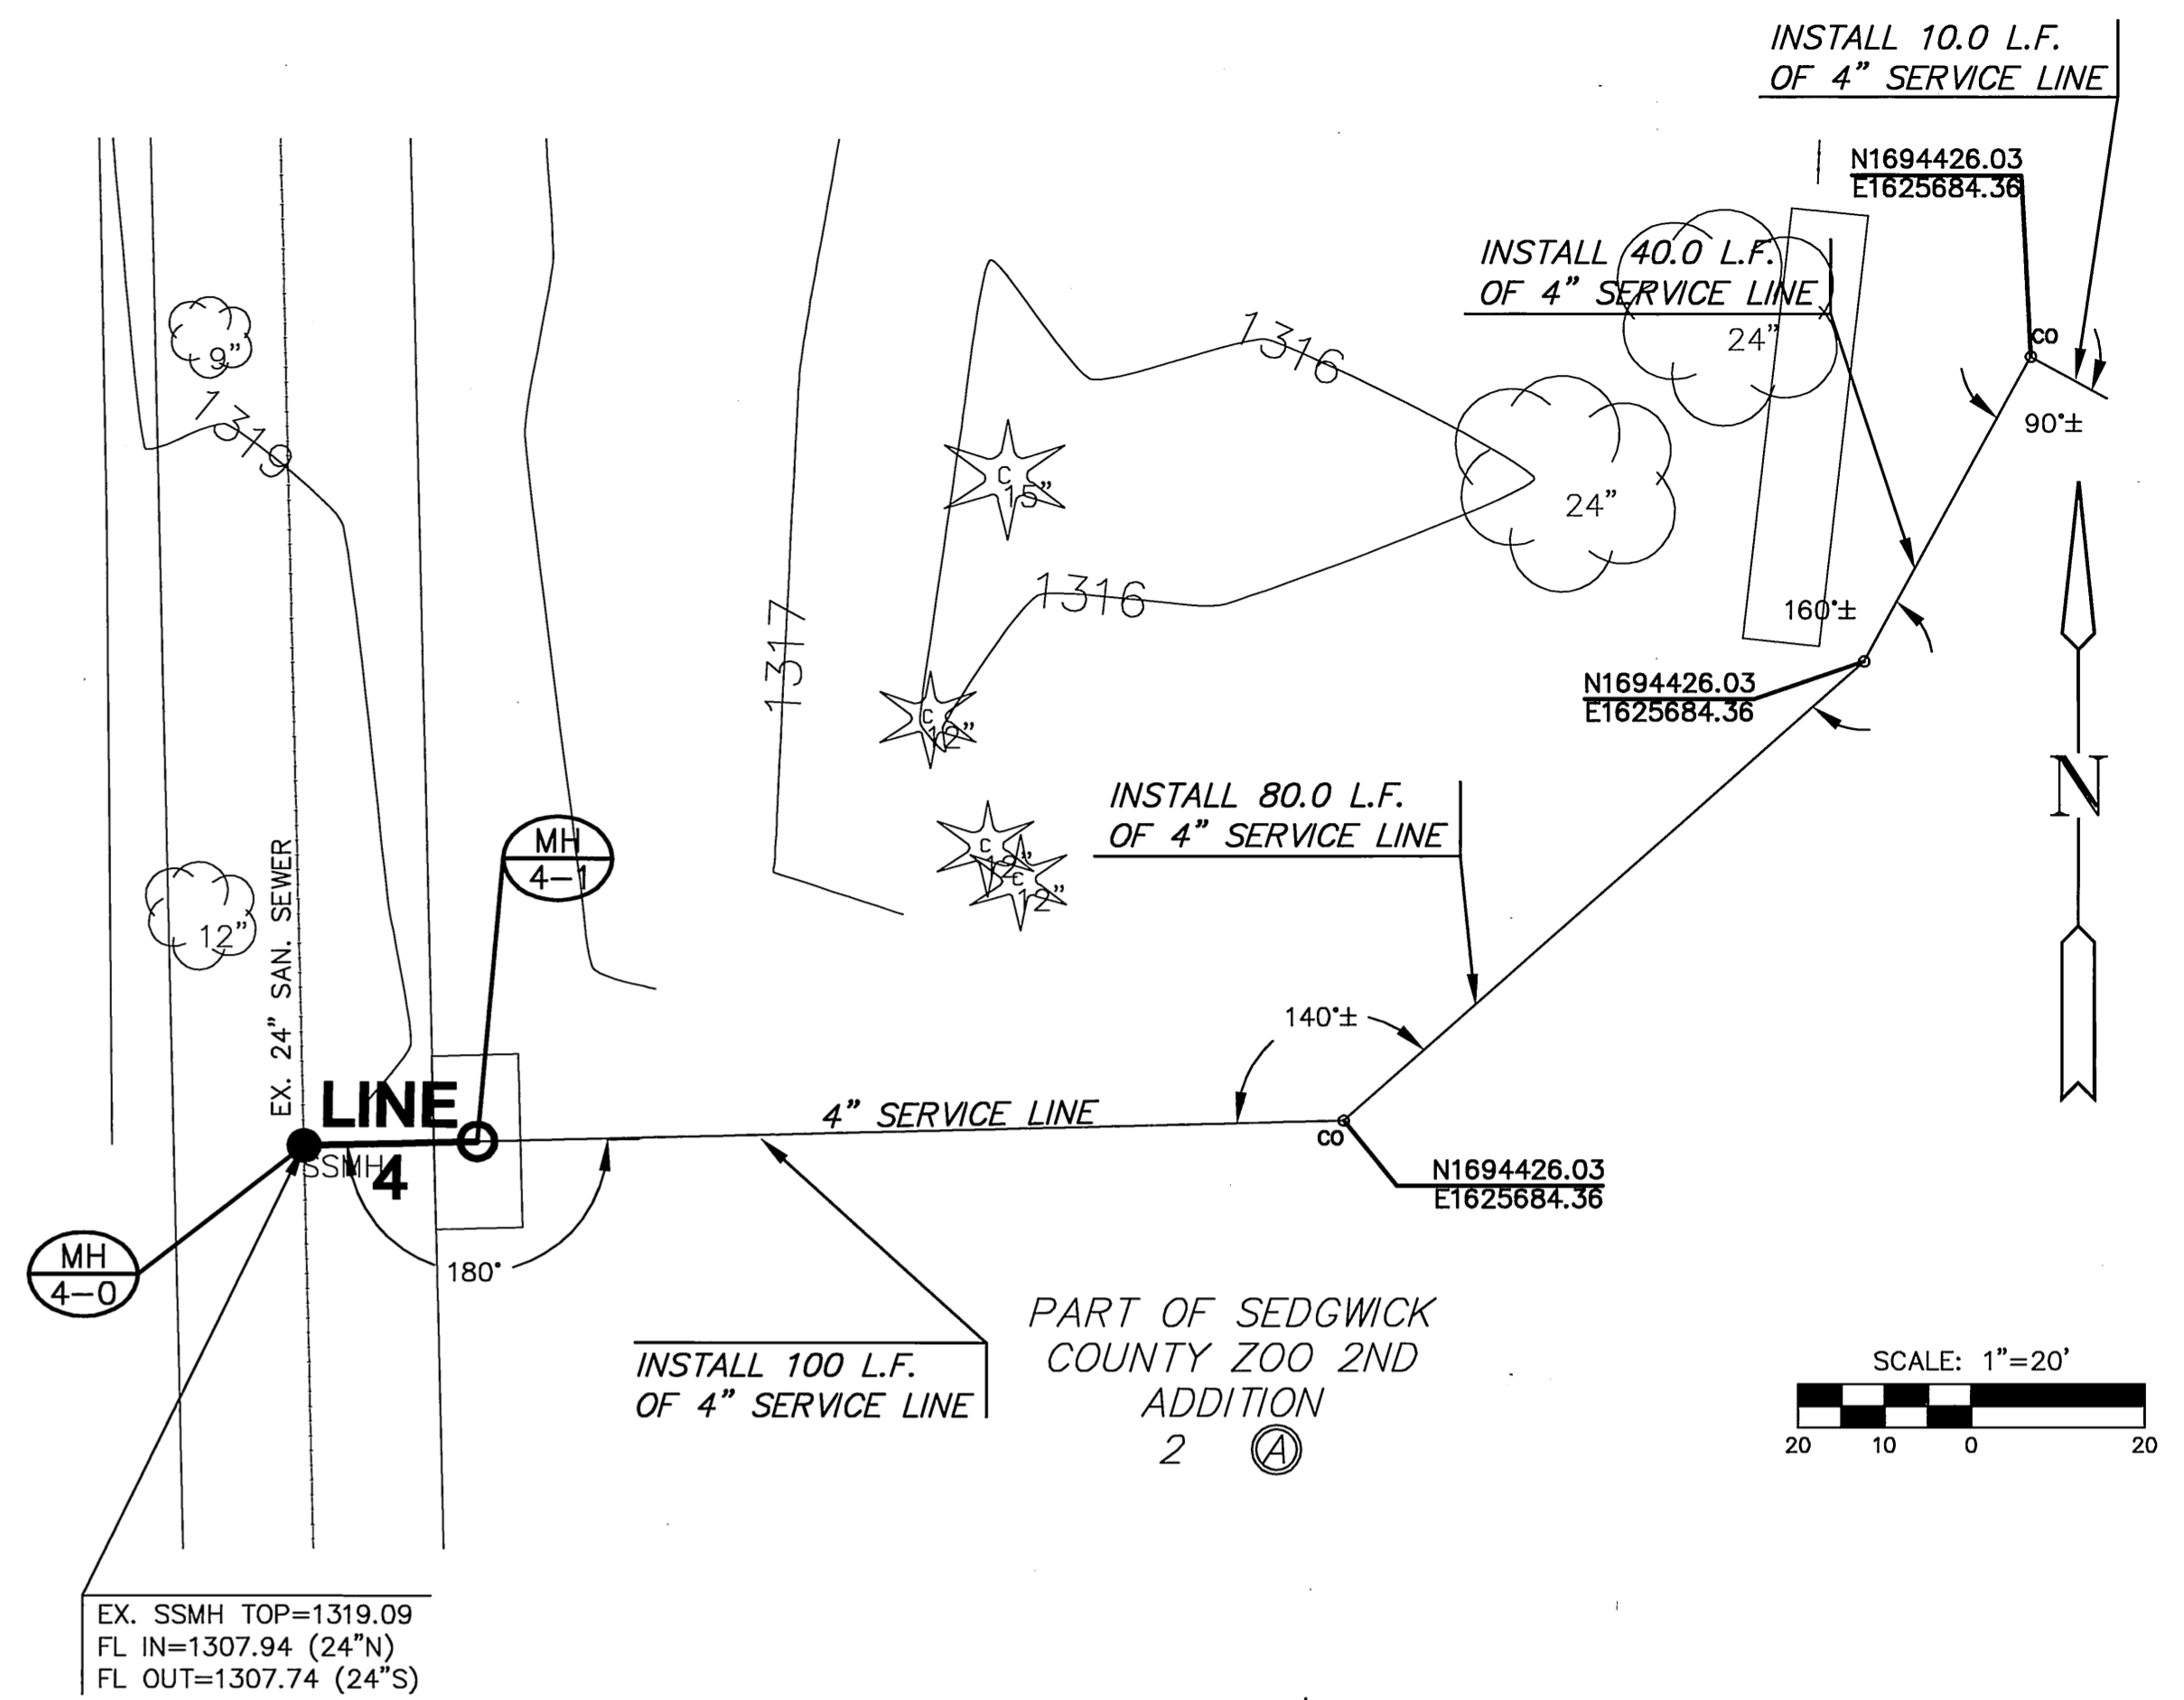 INSTALL 10.0 L.F.
OF 4" SERVICE LINE
N1694426.03
E1625684.36
INSTALL 40.0 L.F.
OF 4" SERVICE LINE
24"
CO
90°±
9"
1319
1316
C
15"
24"
1316
160°±
1317
N1694426.03
E1625684.36
C
12"
N
INSTALL 80.0 L.F.
OF 4" SERVICE LINE
MH
4-1
C
12"
C
12"
12"
EX. 24" SAN. SEWER
140°±
LINE
4
SSMH
4" SERVICE LINE
CO
N1694426.03
E1625684.36
MH
4-0
180°
INSTALL 100 L.F.
OF 4" SERVICE LINE
PART OF SEDGWICK
COUNTY ZOO 2ND
ADDITION
2 A
SCALE: 1"=20'
20 10 0 20
EX. SSMH TOP=1319.09
FL IN=1307.94 (24"N)
FL OUT=1307.74 (24"S)